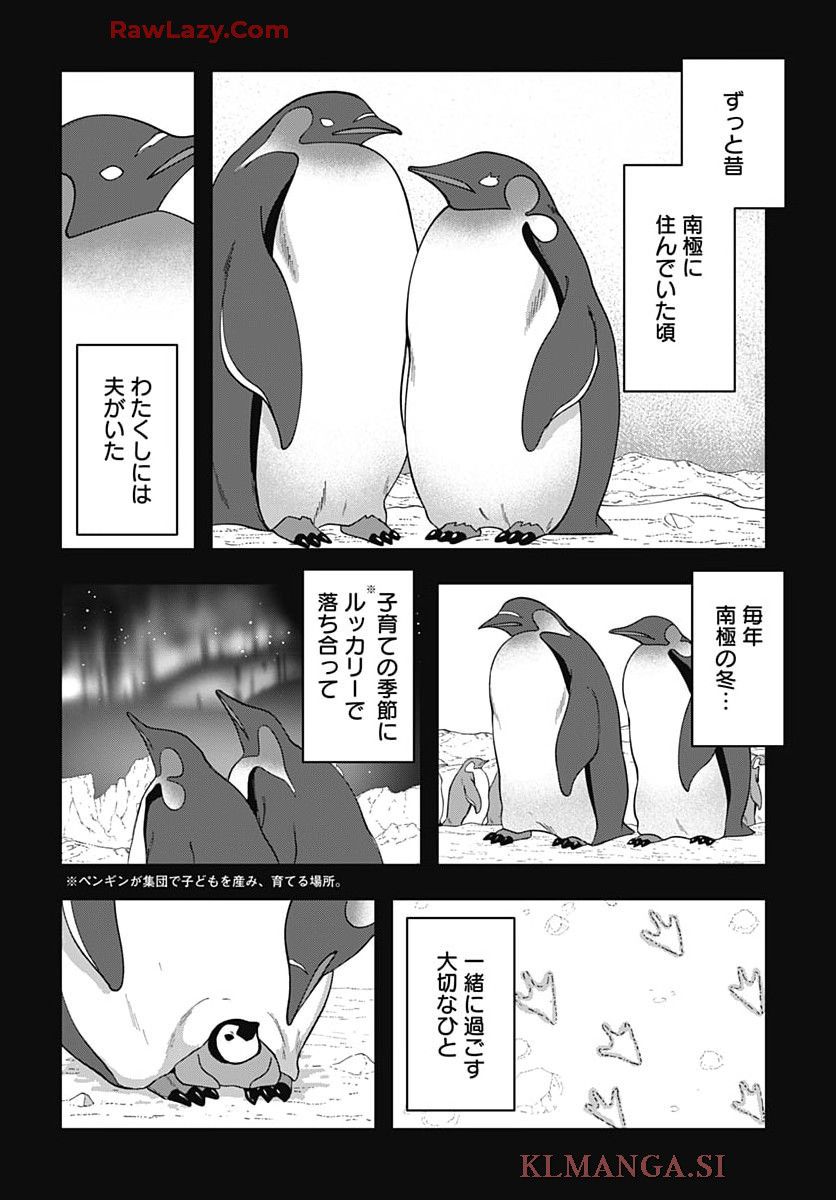 RawLazy.Com
ずっと昔
南極に
住んでいた頃
わたくしには
夫がいた
毎年
南極の冬…
子育ての季節に
※ルッカリーで
落ち合って
※ペンギンが集団で子どもを産み、育てる場所。
一緒に過ごす
大切なひと
KLMANGA.SI